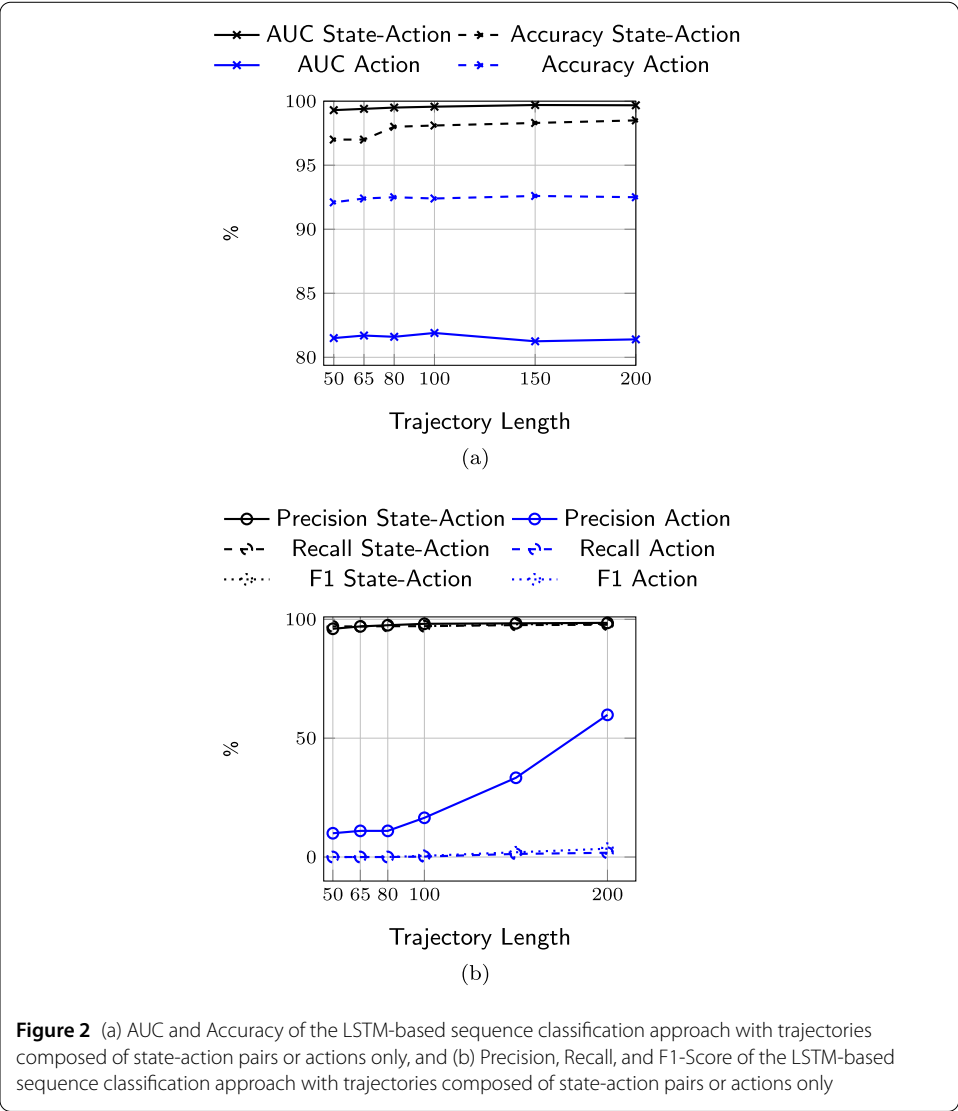 AUC State-Action Accuracy State-Action
AUC Action Accuracy Action
100
95
90
85
80
%
50 65 80 100 150 200
Trajectory Length
(a)
Precision State-Action Precision Action
Recall State-Action Recall Action
F1 State-Action F1 Action
100
50
0
%
50 65 80 100 200
Trajectory Length
(b)
Figure 2 (a) AUC and Accuracy of the LSTM-based sequence classification approach with trajectories
composed of state-action pairs or actions only, and (b) Precision, Recall, and F1-Score of the LSTM-based
sequence classification approach with trajectories composed of state-action pairs or actions only